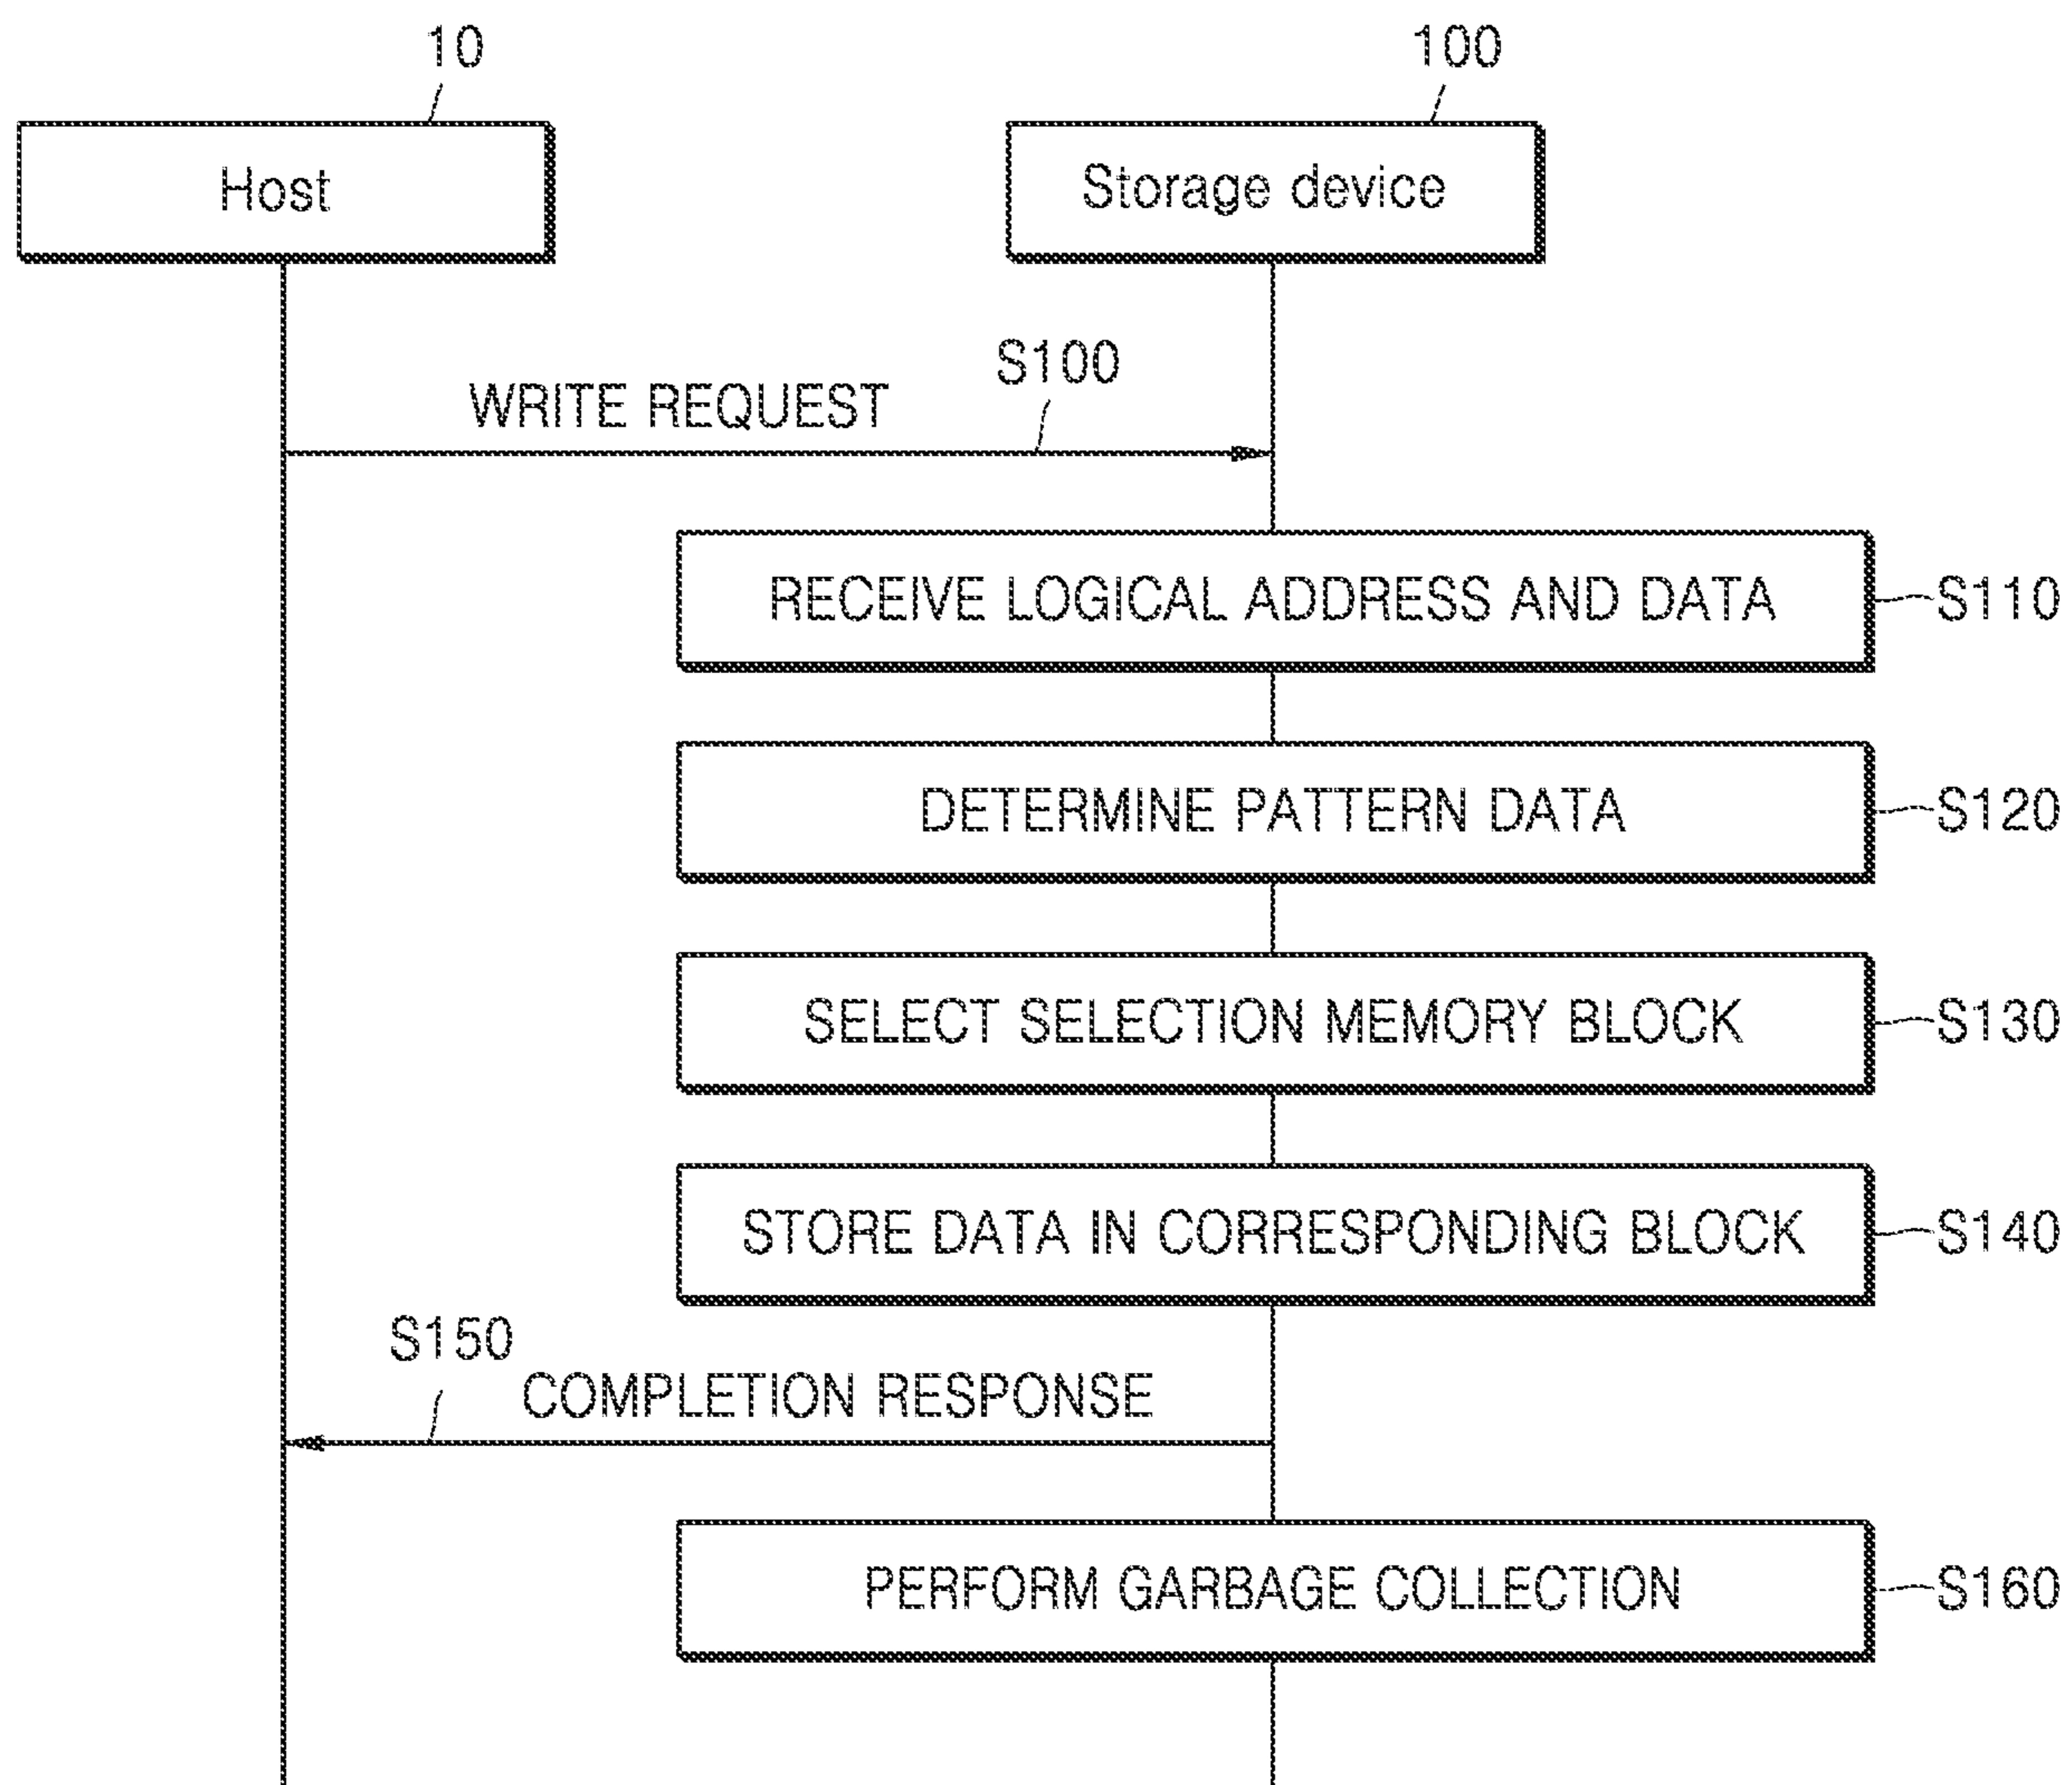 10
100
Host
Storage device
S100
WRITE REQUEST
RECEIVE LOGICAL ADDRESS AND DATA
S110
DETERMINE PATTERN DATA
S120
SELECT SELECTION MEMORY BLOCK
S130
STORE DATA IN CORRESPONDING BLOCK
S140
S150
COMPLETION RESPONSE
PERFORM GARBAGE COLLECTION
S160